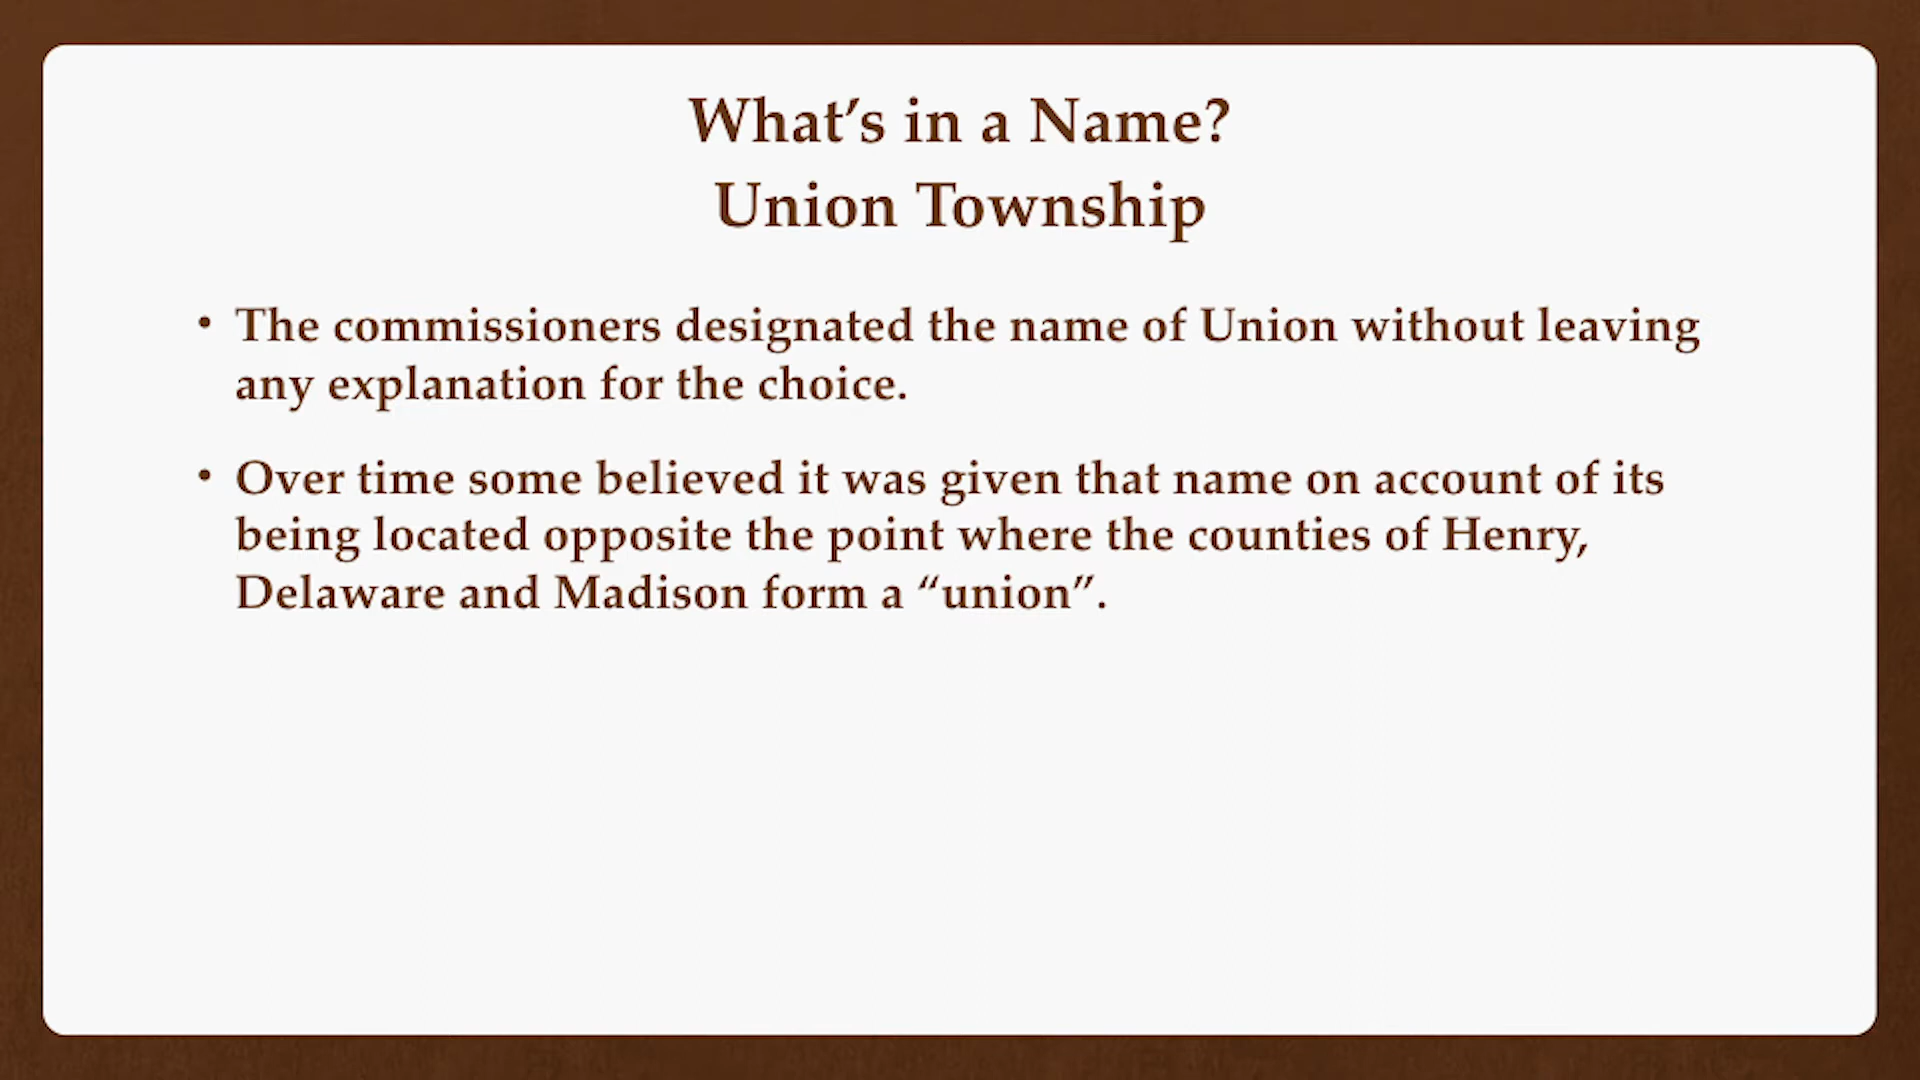 What’s in a Name?
Union Township
• The commissioners designated the name of Union without leaving
any explanation for the choice.
• Over time some believed it was given that name on account of its
being located opposite the point where the counties of Henry,
Delaware and Madison form a “union”.